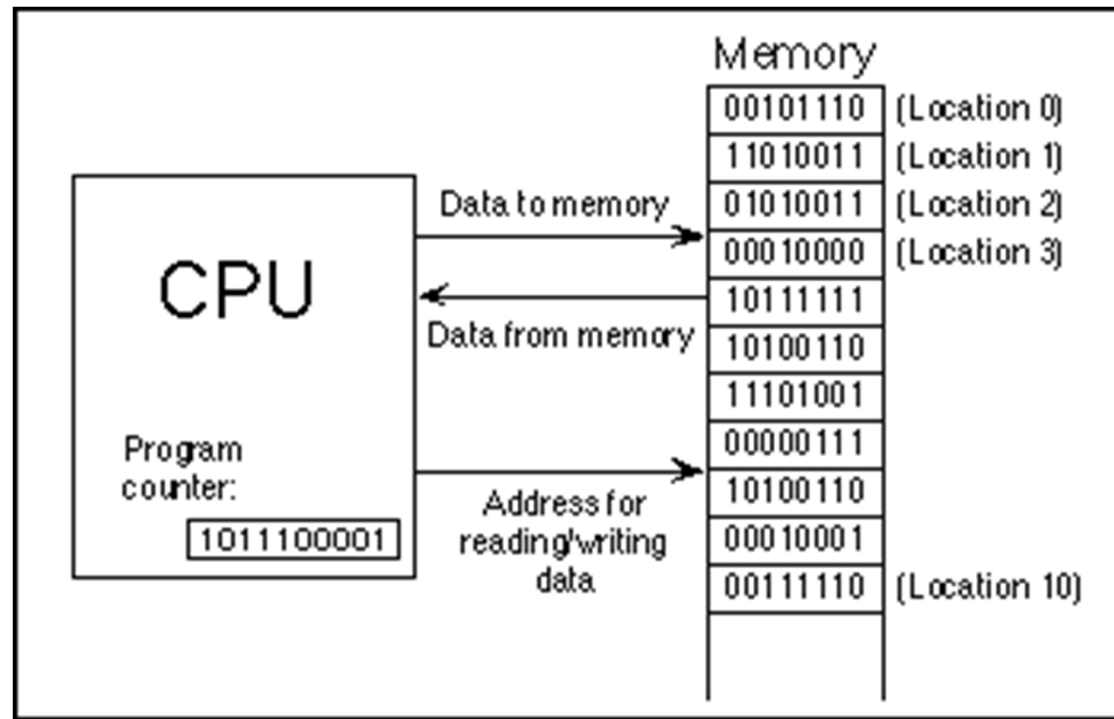 Memory
00101110 (Location 0)
11010011 (Location 1)
01010011 (Location 2)
00010000 (Location 3)
10111111
10100110
11101001
00000111
10100110
00010001
00111110 (Location 10)
Data to memory
Data from memory
Address for
reading/writing
data
CPU
Program
counter:
1011100001